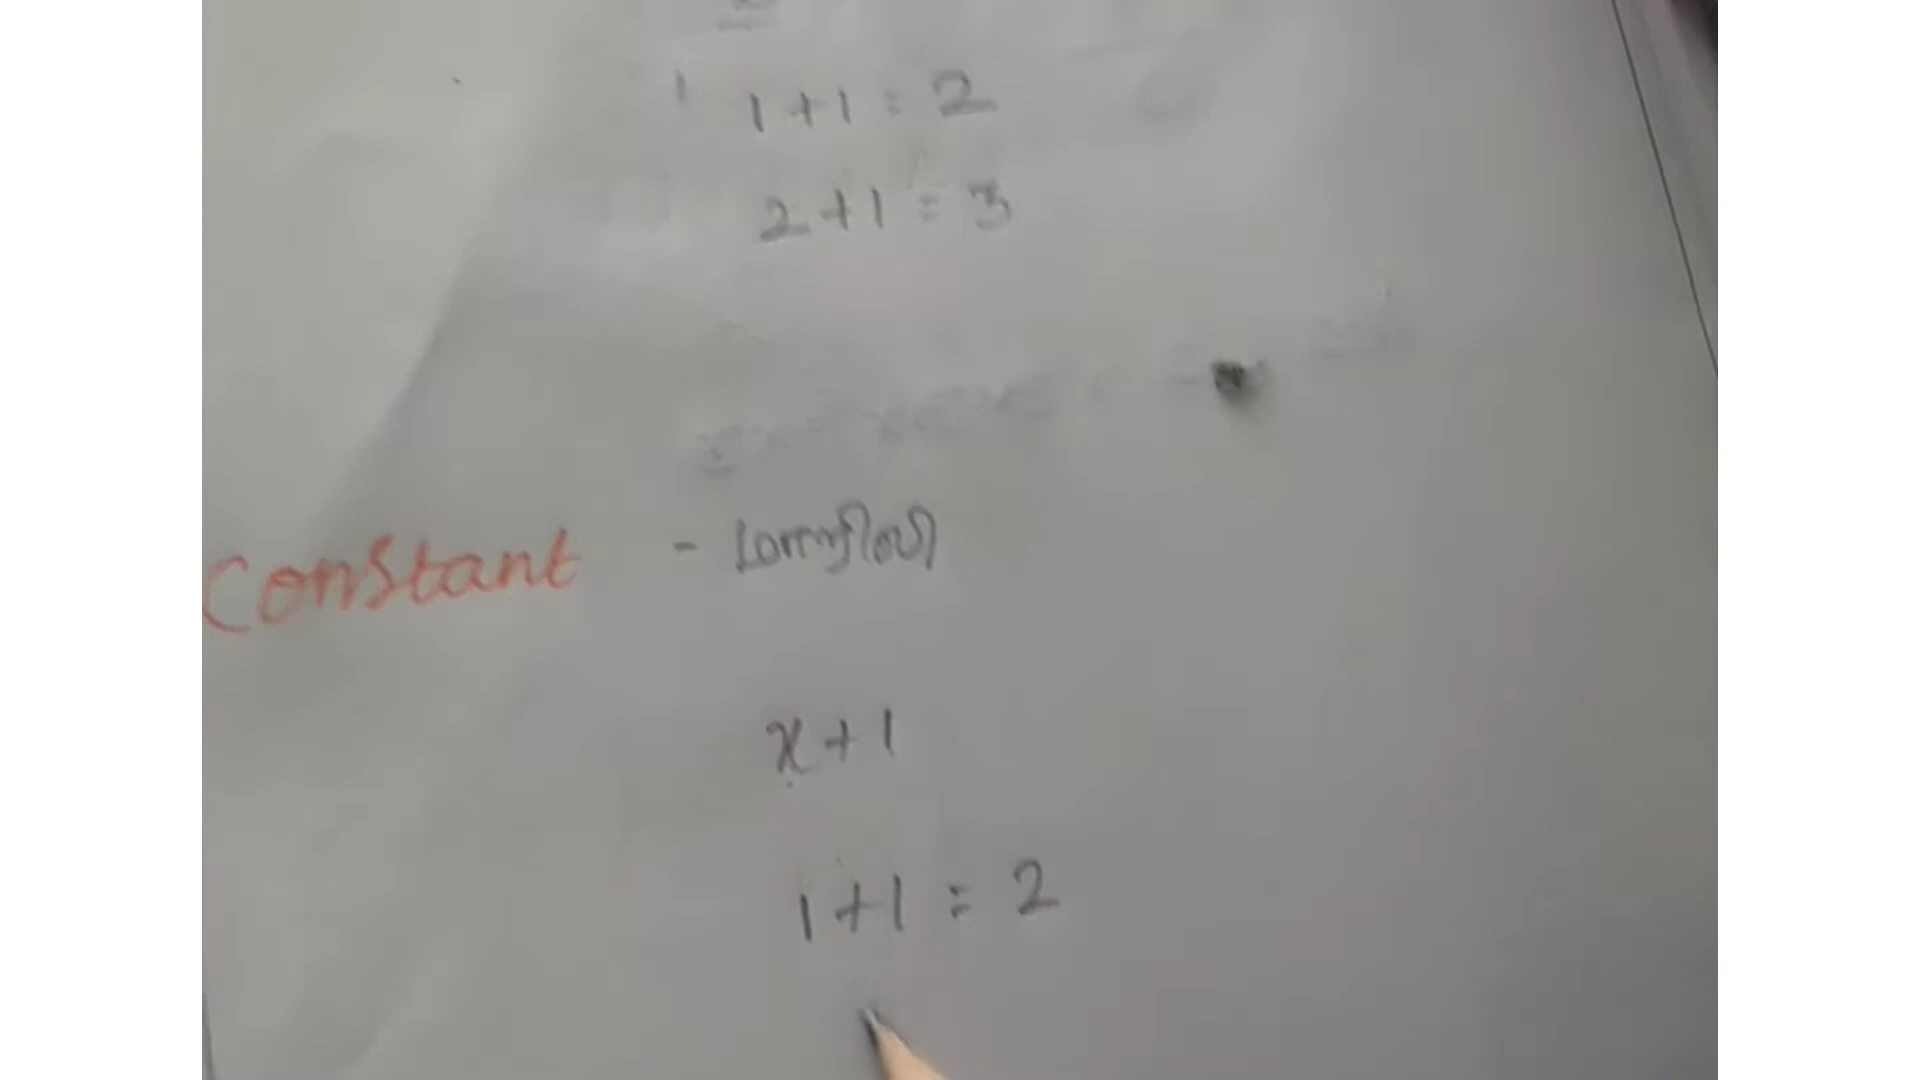 1+1 = 2
2+1 = 3
Constant - மாறிலி
x+1
1+1 = 2